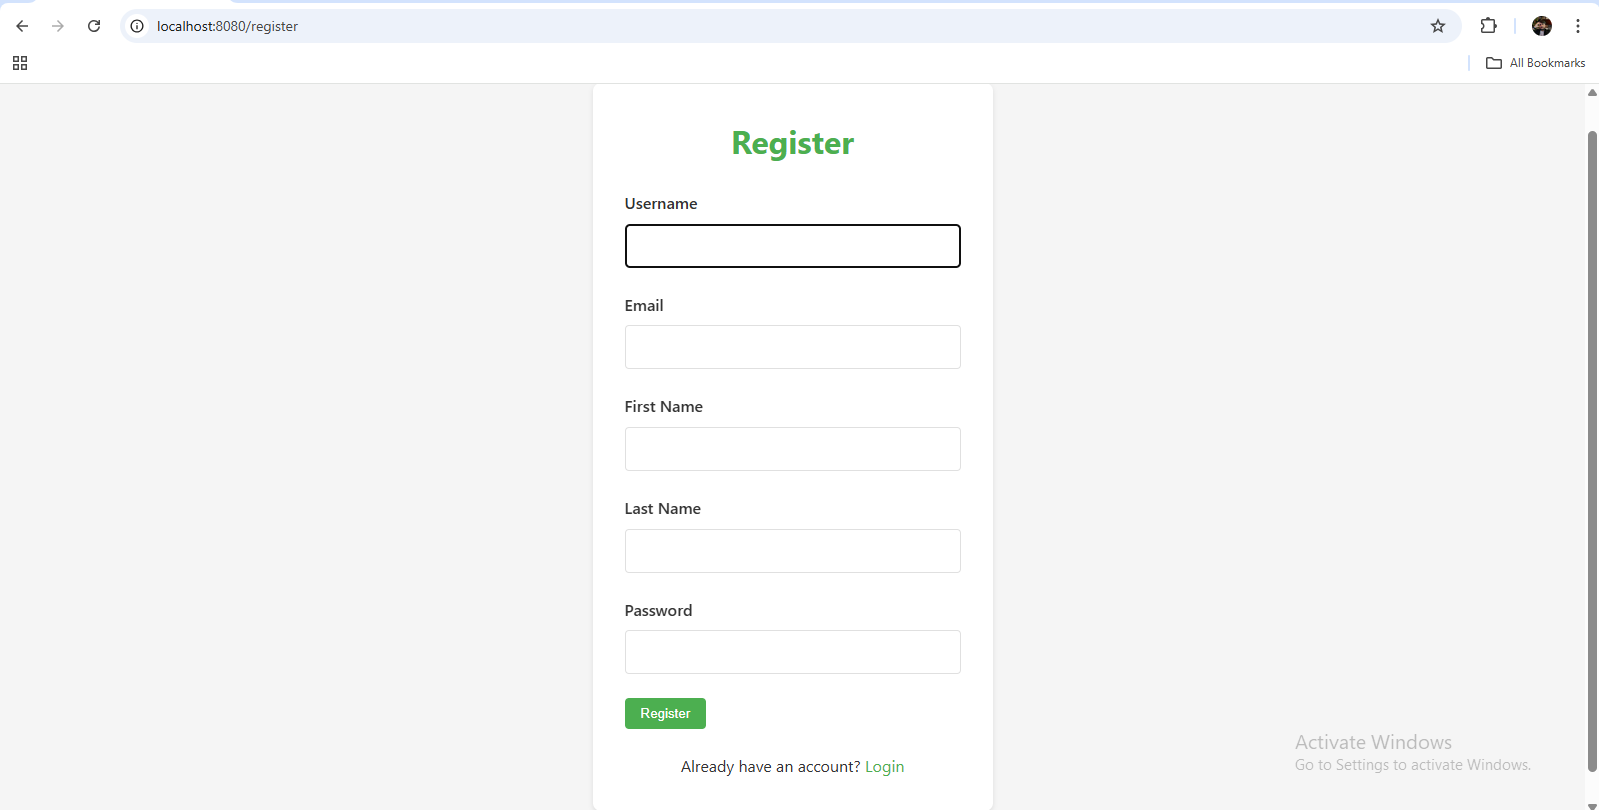 localhost:8080/register
All Bookmarks
Register
Username
Email
First Name
Last Name
Password
Register
Already have an account? Login
Activate Windows
Go to Settings to activate Windows.